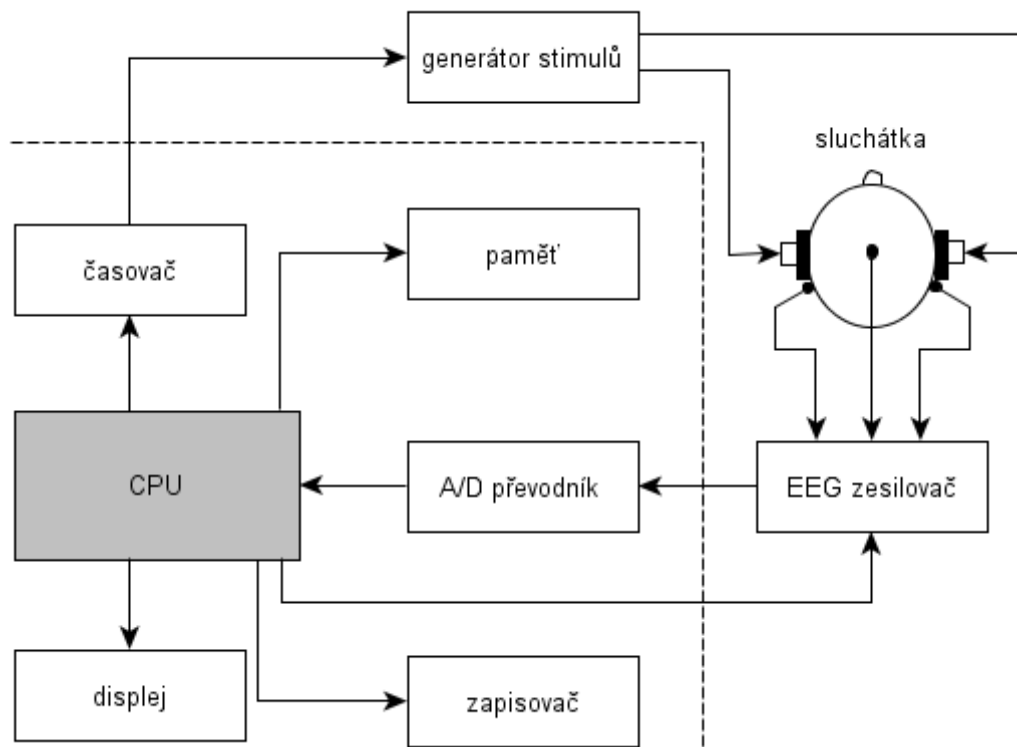 generátor stimulů
sluchátka
časovač
paměť
CPU
A/D převodník
EEG zesilovač
displej
zapisovač